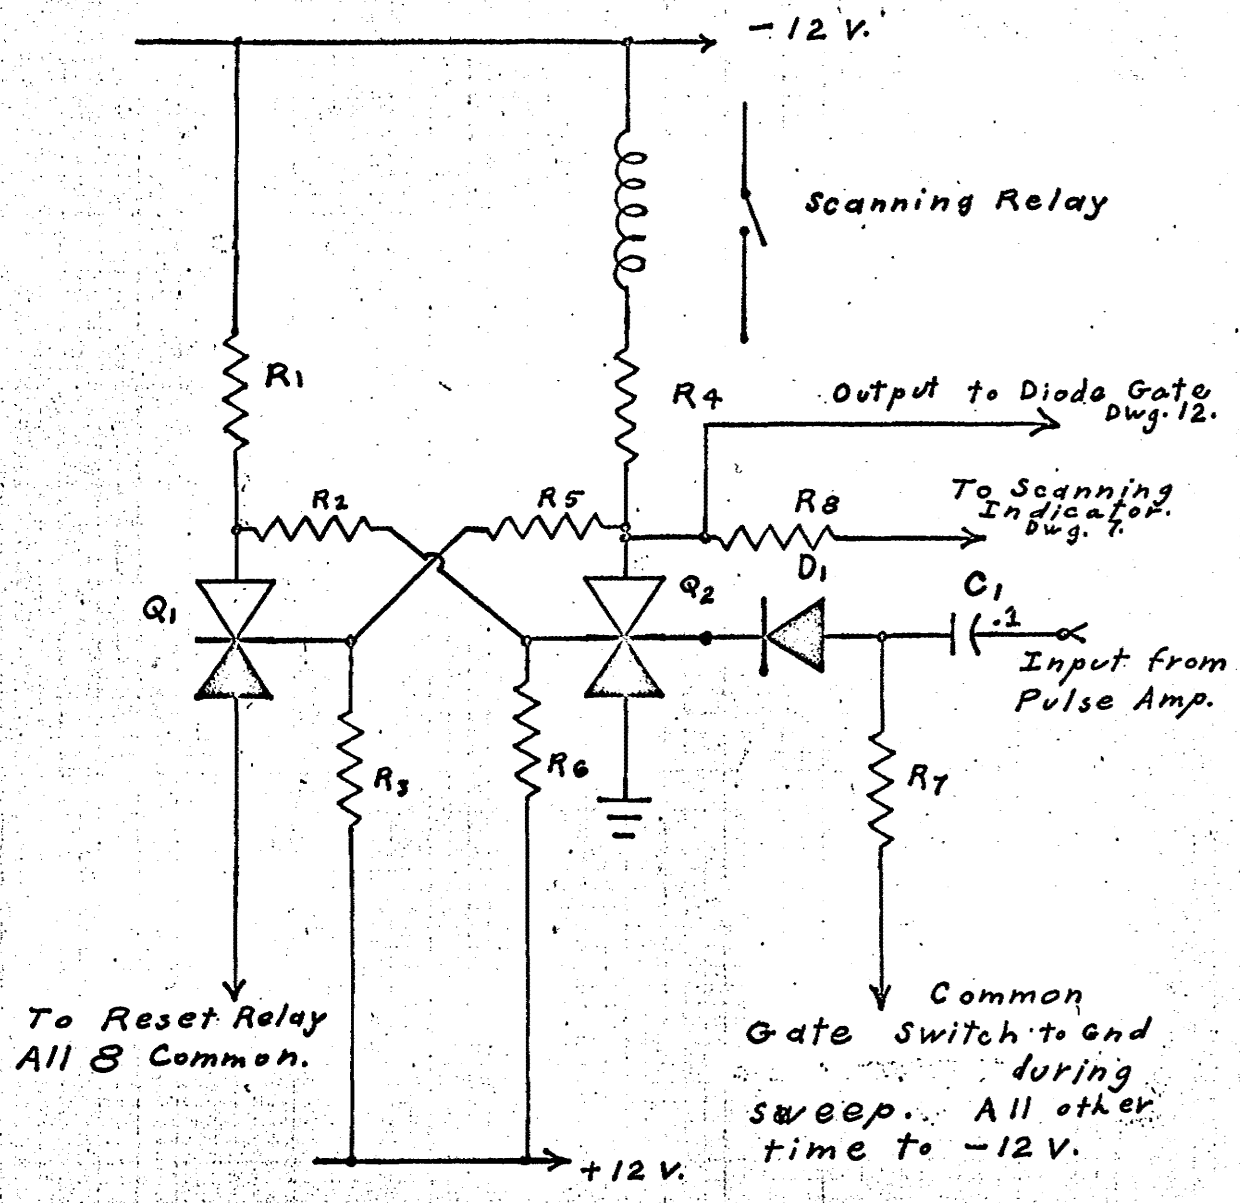 - 12 V.
Scanning Relay
R1
R4
Output to Diode Gate
Dwg. 12.
R2
R5
R8
To Scanning
Indicator.
Dwg. 7.
D1
Q1
Q2
C1
.1
Input from
Pulse Amp.
R3
R6
R7
To Reset Relay
All 8 Common.
Common
Gate Switch to Gnd
during
sweep. All other
time to -12 V.
+12 V.